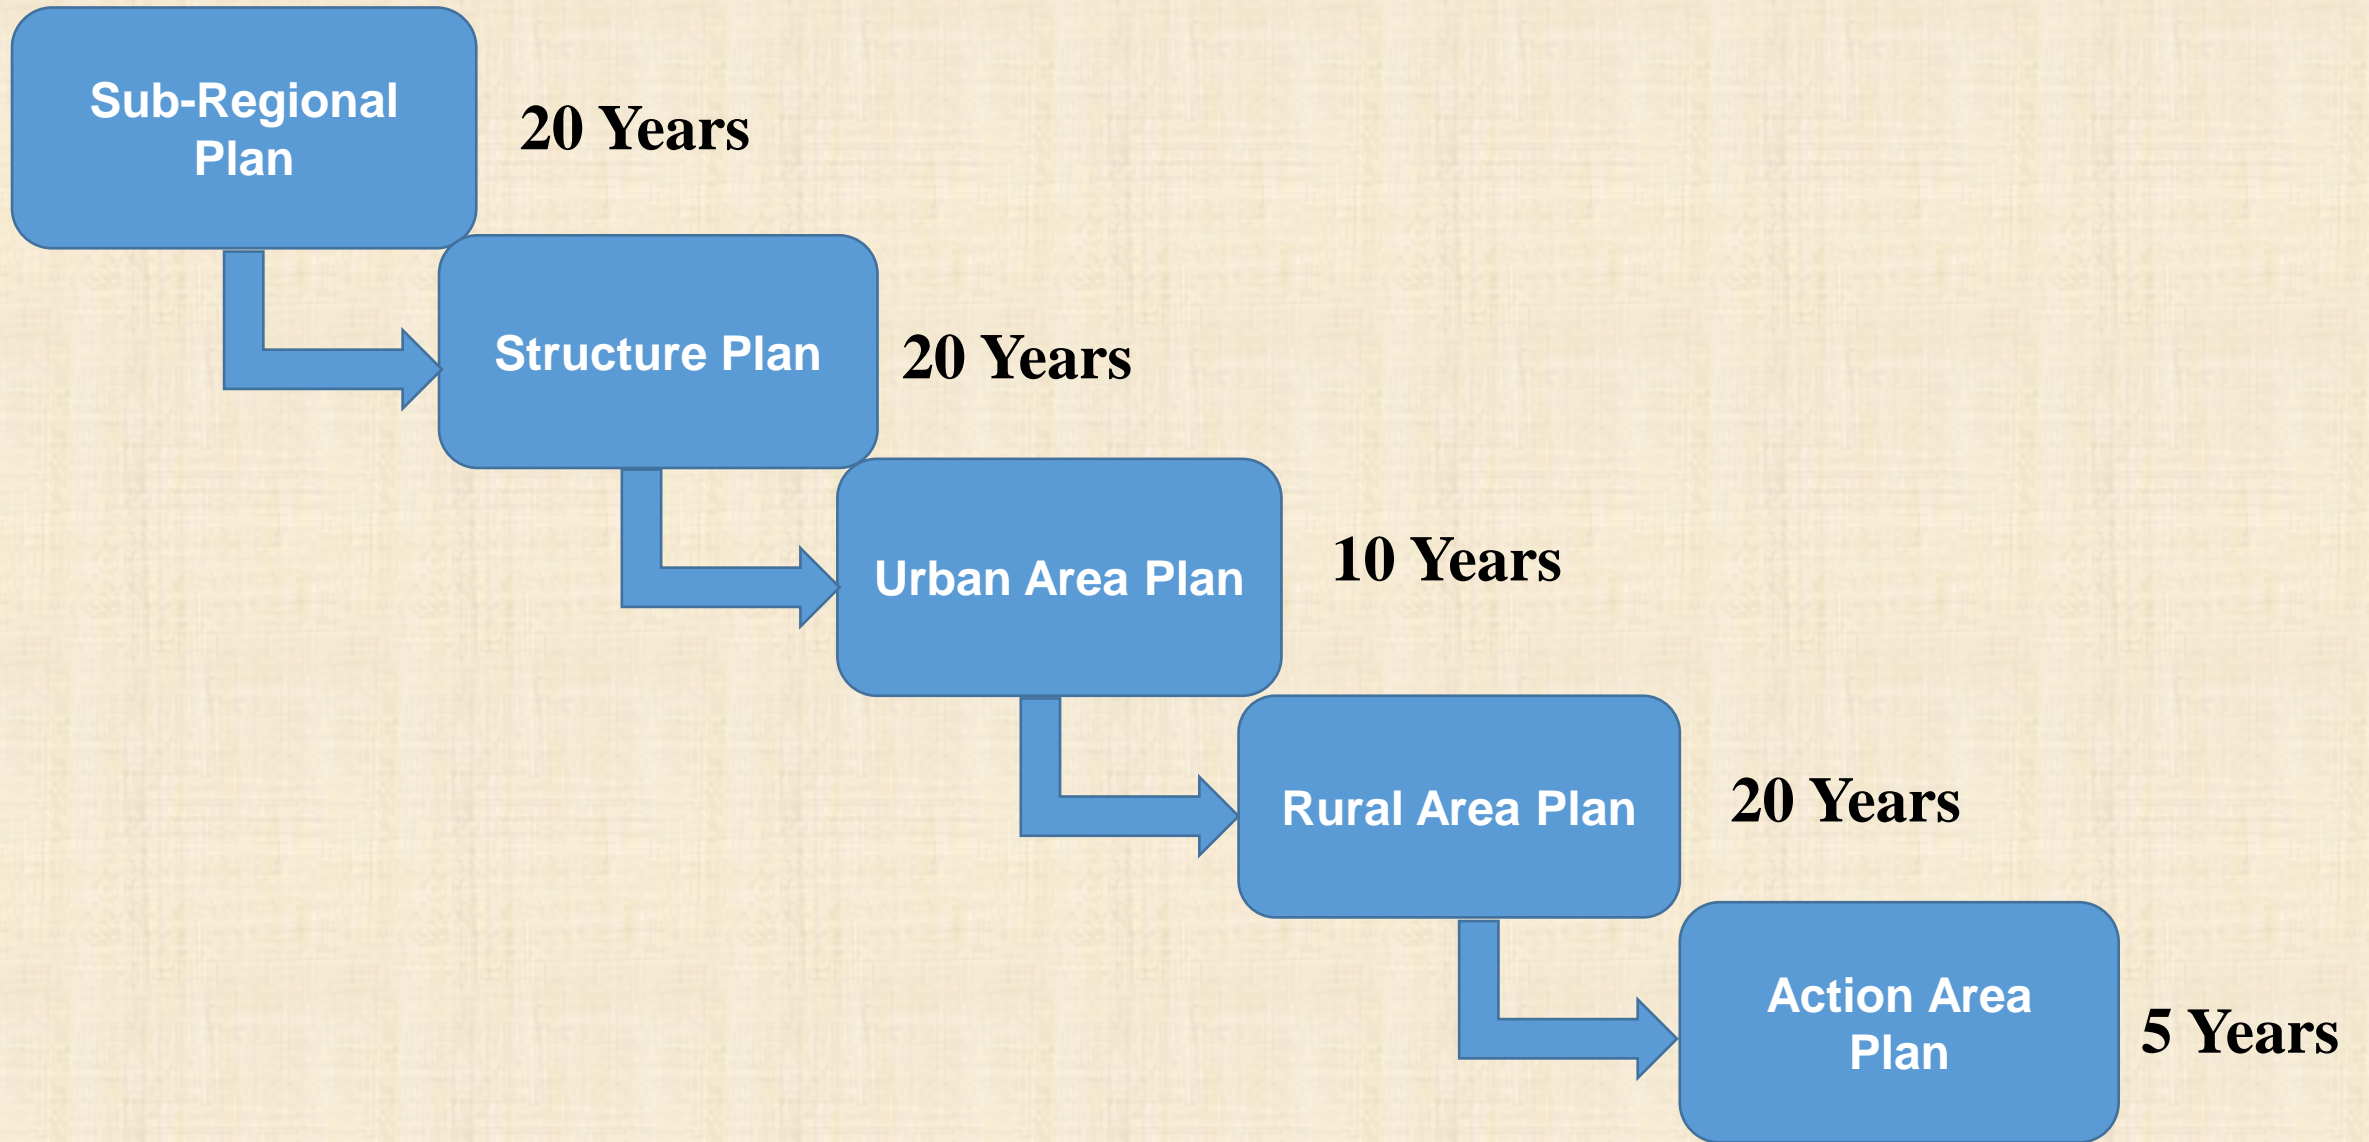 Sub-Regional
Plan
20 Years
Structure Plan
20 Years
Urban Area Plan
10 Years
Rural Area Plan
20 Years
Action Area
Plan
5 Years